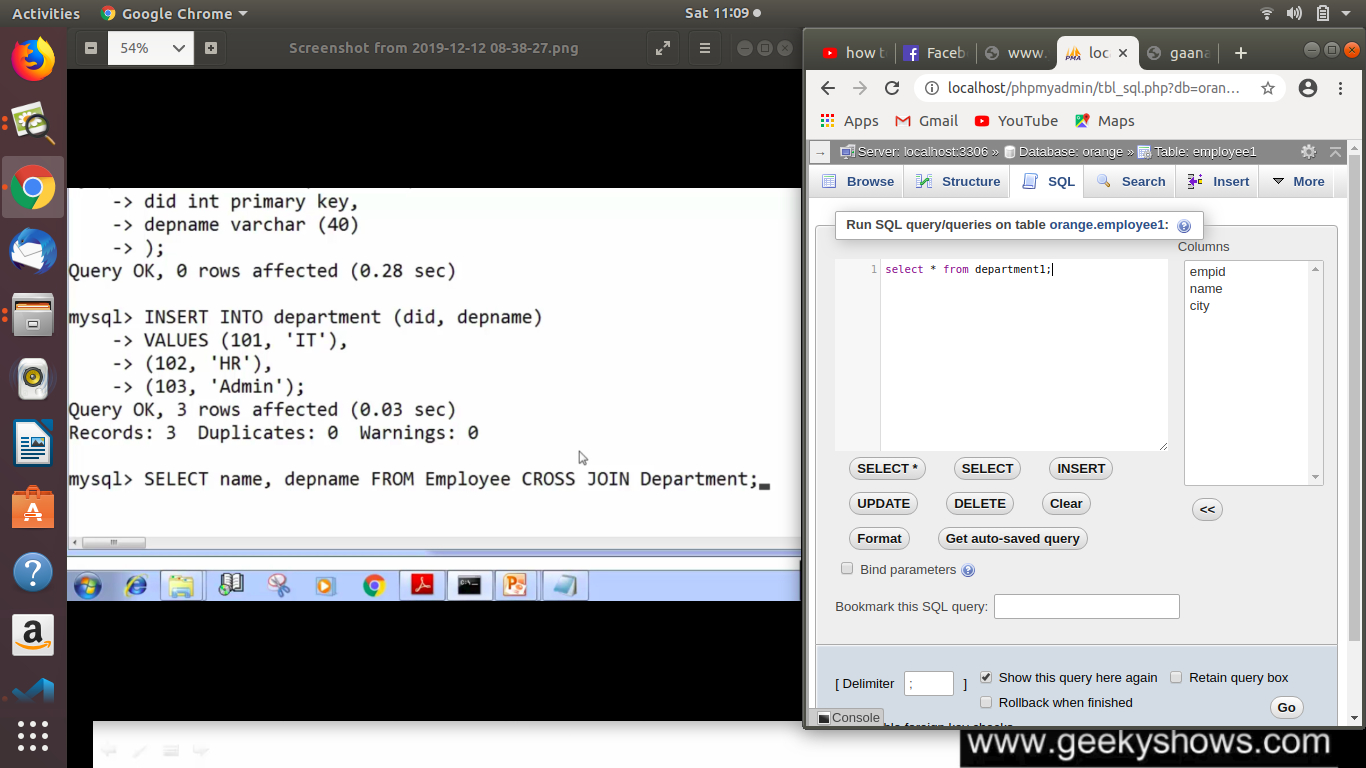 Activities
Google Chrome
Sat 11:09
54%
Screenshot from 2019-12-12 08-38-27.png
-> did int primary key,
-> depname varchar (40)
-> );
Query OK, 0 rows affected (0.28 sec)
mysql> INSERT INTO department (did, depname)
-> VALUES (101, 'IT'),
-> (102, 'HR'),
-> (103, 'Admin');
Query OK, 3 rows affected (0.03 sec)
Records: 3 Duplicates: 0 Warnings: 0
mysql> SELECT name, depname FROM Employee CROSS JOIN Department;
how t
Faceb
www.
loc
gaana
localhost/phpmyadmin/tbl_sql.php?db=oran...
Apps Gmail YouTube Maps
Server: localhost:3306 » Database: orange » Table: employee1
Browse Structure SQL Search Insert More
Run SQL query/queries on table orange.employee1:
Columns
1 select * from department1;
empid
name
city
SELECT * SELECT INSERT
UPDATE DELETE Clear
<<
Format Get auto-saved query
Bind parameters
Bookmark this SQL query:
[ Delimiter ; ] Show this query here again Retain query box
Rollback when finished
Go
Console
www.geekyshows.com